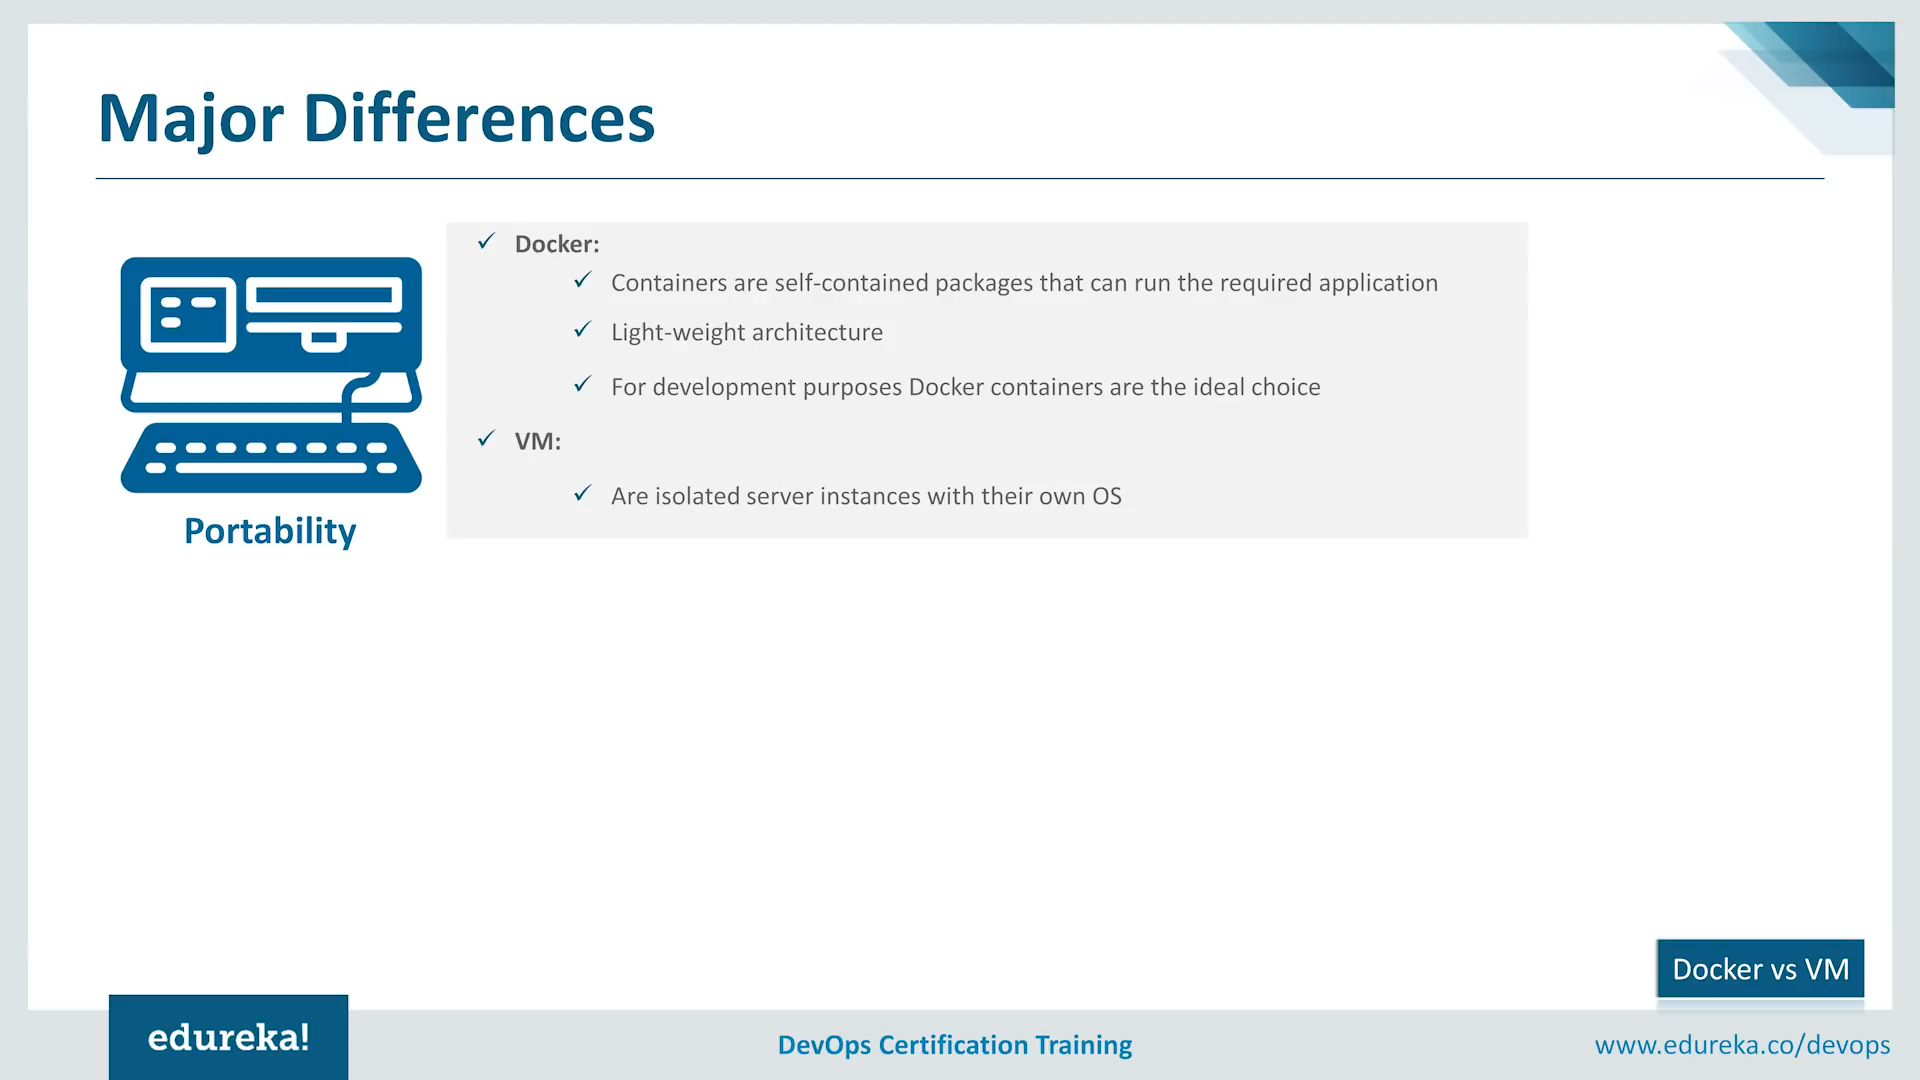 Major Differences
Docker:
Containers are self-contained packages that can run the required application
Light-weight architecture
For development purposes Docker containers are the ideal choice
VM:
Are isolated server instances with their own OS
Portability
Docker vs VM
edureka!
DevOps Certification Training
www.edureka.co/devops